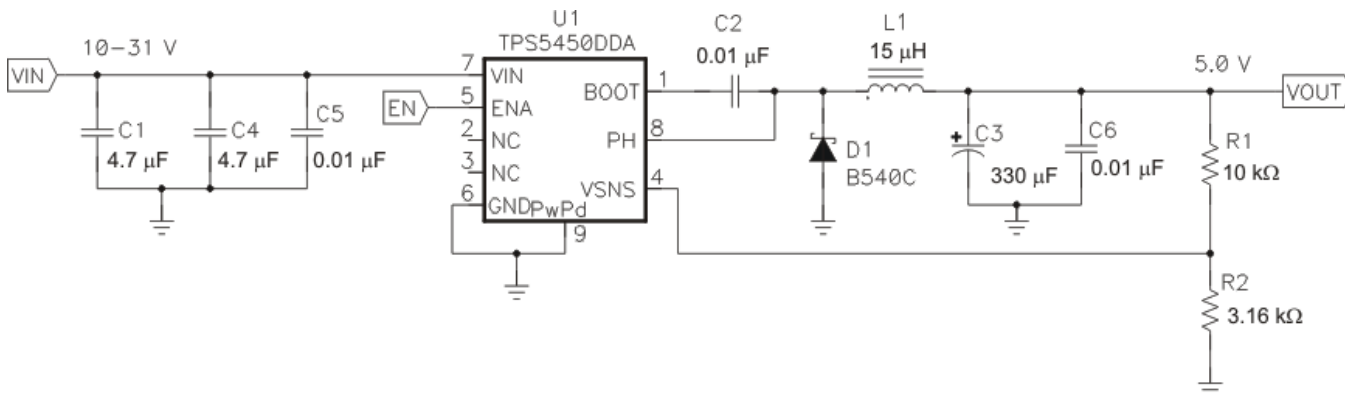 U1
TPS5450DDA
10-31 V
VIN
C1
4.7 µF
C4
4.7 µF
C5
0.01 µF
EN
7
5
2
3
6
VIN
ENA
NC
NC
GND
PwPd
9
BOOT
PH
VSNS
1
8
4
C2
0.01 µF
L1
15 µH
D1
B540C
+
C3
330 µF
C6
0.01 µF
5.0 V
VOUT
R1
10 kΩ
R2
3.16 kΩ